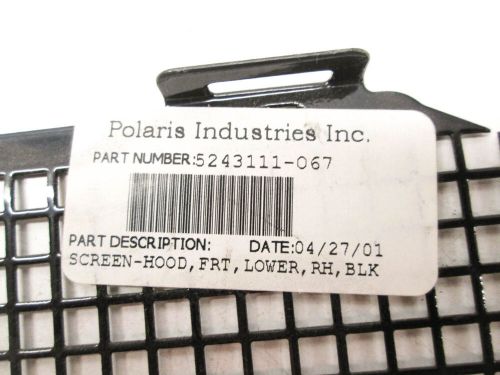 Polaris Industries Inc.
PART NUMBER:5243111-067
PART DESCRIPTION: DATE:04/27/01
SCREEN-HOOD,FRT,LOWER,RH,BLK